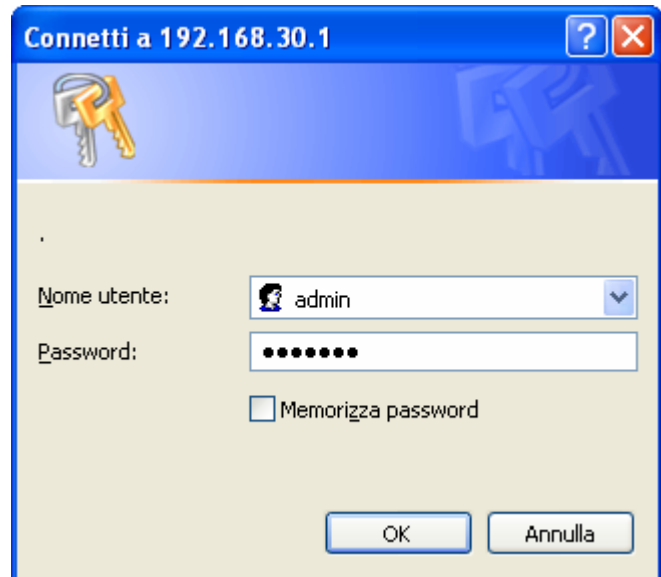 Connetti a 192.168.30.1
.
Nome utente: admin
Password: •••••••
Memorizza password
OK Annulla